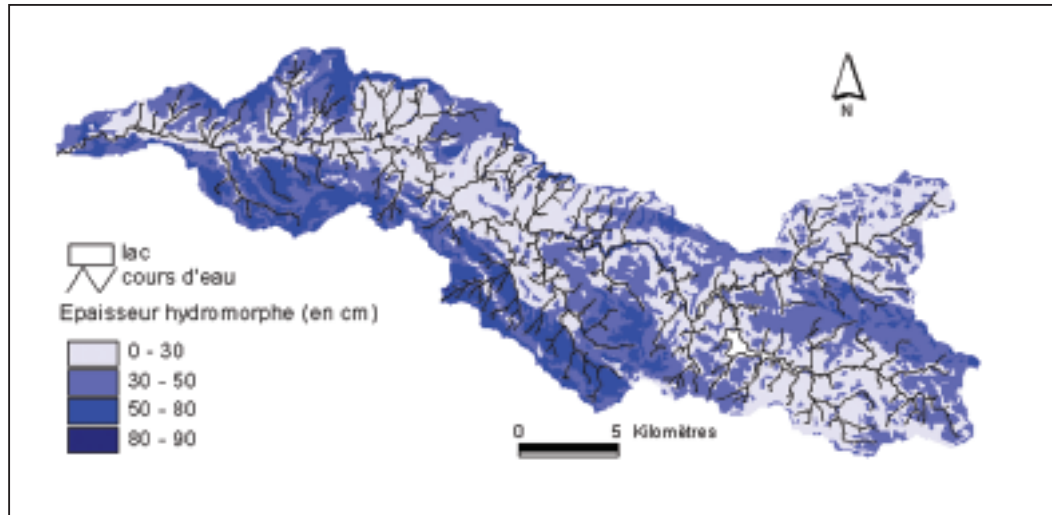 N
lac
cours d'eau
Epaisseur hydromorphe (en cm)
0 - 30
30 - 50
50 - 80
80 - 90
0 5 Kilomètres